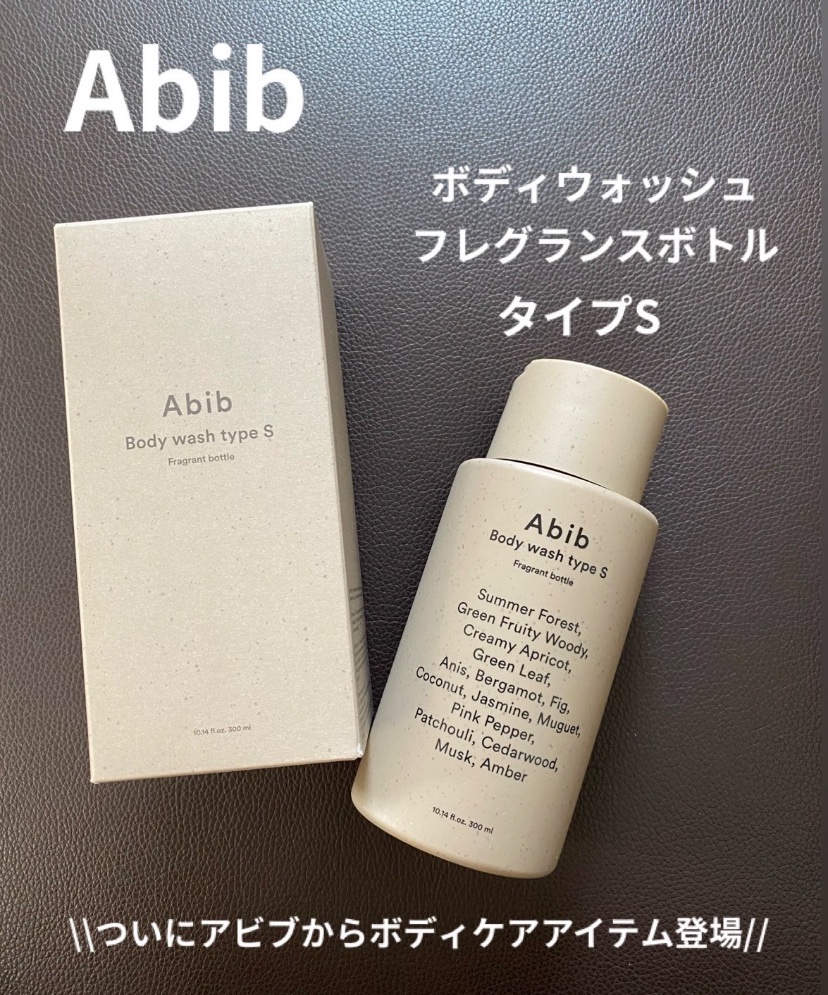 Abib
ボディウォッシュ
フレグランスボトル
タイプS
Abib
Body wash type S
Fragrant bottle
10.14 fl.oz. 300 ml
Abib
Body wash type S
Fragrant bottle
Summer Forest,
Green Fruity Woody,
Creamy Apricot,
Green Leaf,
Anis, Bergamot, Fig,
Coconut, Jasmine, Muguet,
Pink Pepper,
Patchouli, Cedarwood,
Musk, Amber
10.14 fl.oz. 300 ml
\\ついにアビブからボディケアアイテム登場//